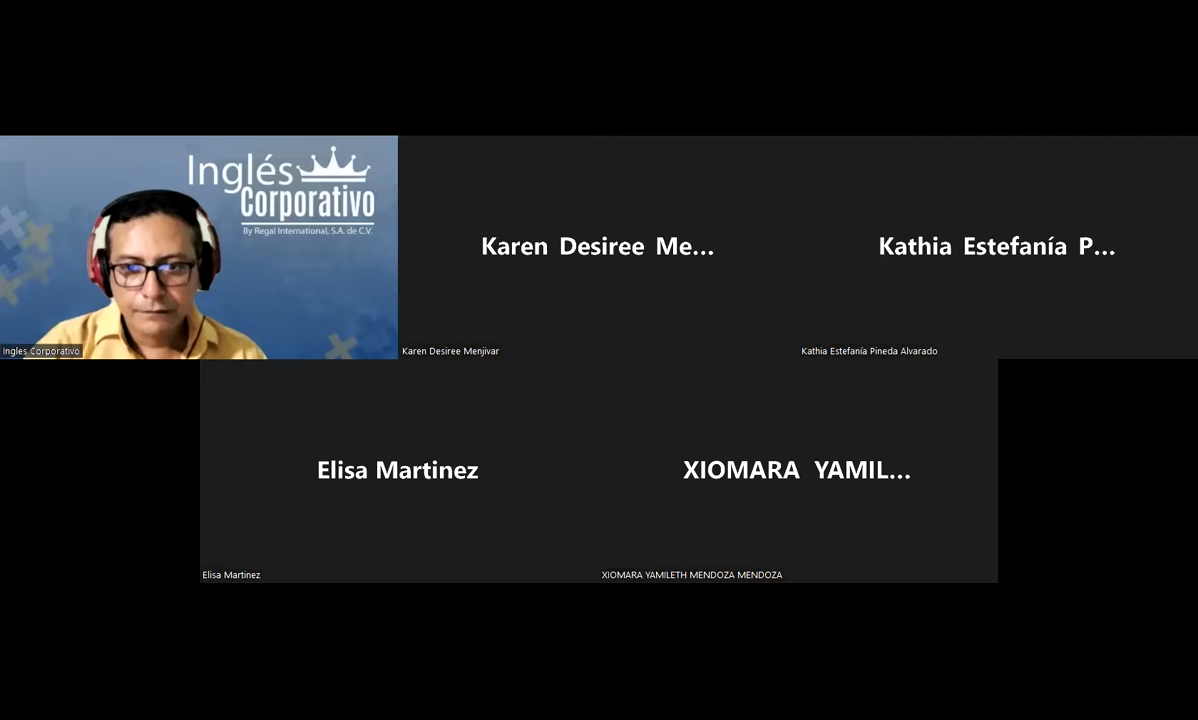 Inglés
Corporativo
By Regal International, S.A. de C.V.
Ingles Corporativo
Karen Desiree Me...
Karen Desiree Menjivar
Kathia Estefanía P...
Kathia Estefanía Pineda Alvarado
Elisa Martinez
Elisa Martinez
XIOMARA YAMIL...
XIOMARA YAMILETH MENDOZA MENDOZA